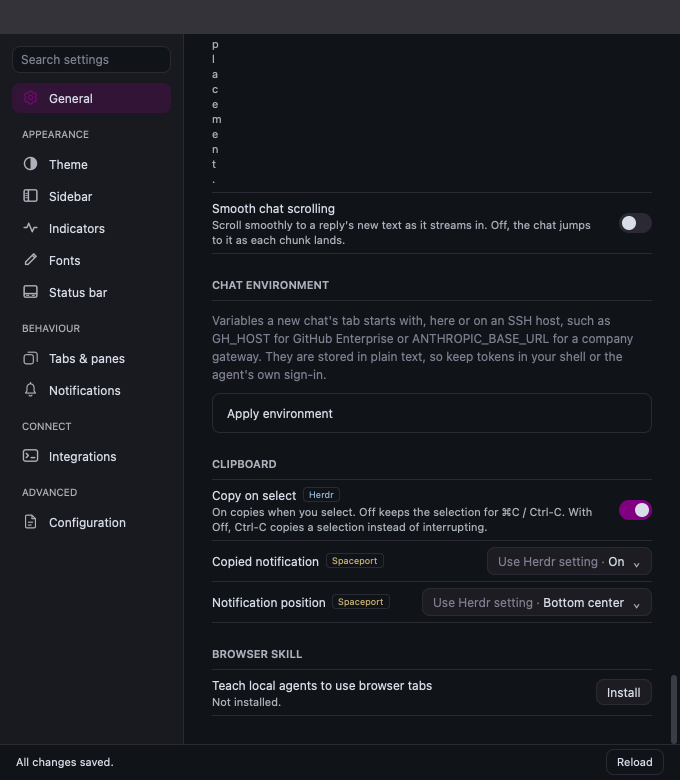 Search settings
General
APPEARANCE
Theme
Sidebar
Indicators
Fonts
Status bar
BEHAVIOUR
Tabs & panes
Notifications
CONNECT
Integrations
ADVANCED
Configuration
p
l
a
c
e
m
e
n
t
.
Smooth chat scrolling
Scroll smoothly to a reply's new text as it streams in. Off, the chat jumps
to it as each chunk lands.
CHAT ENVIRONMENT
Variables a new chat's tab starts with, here or on an SSH host, such as
GH_HOST for GitHub Enterprise or ANTHROPIC_BASE_URL for a company
gateway. They are stored in plain text, so keep tokens in your shell or the
agent's own sign-in.
Apply environment
CLIPBOARD
Copy on select Herdr
On copies when you select. Off keeps the selection for ⌘C / Ctrl-C. With
Off, Ctrl-C copies a selection instead of interrupting.
Copied notification Spaceport Use Herdr setting · On
Notification position Spaceport Use Herdr setting · Bottom center
BROWSER SKILL
Teach local agents to use browser tabs
Not installed.
Install
All changes saved.
Reload